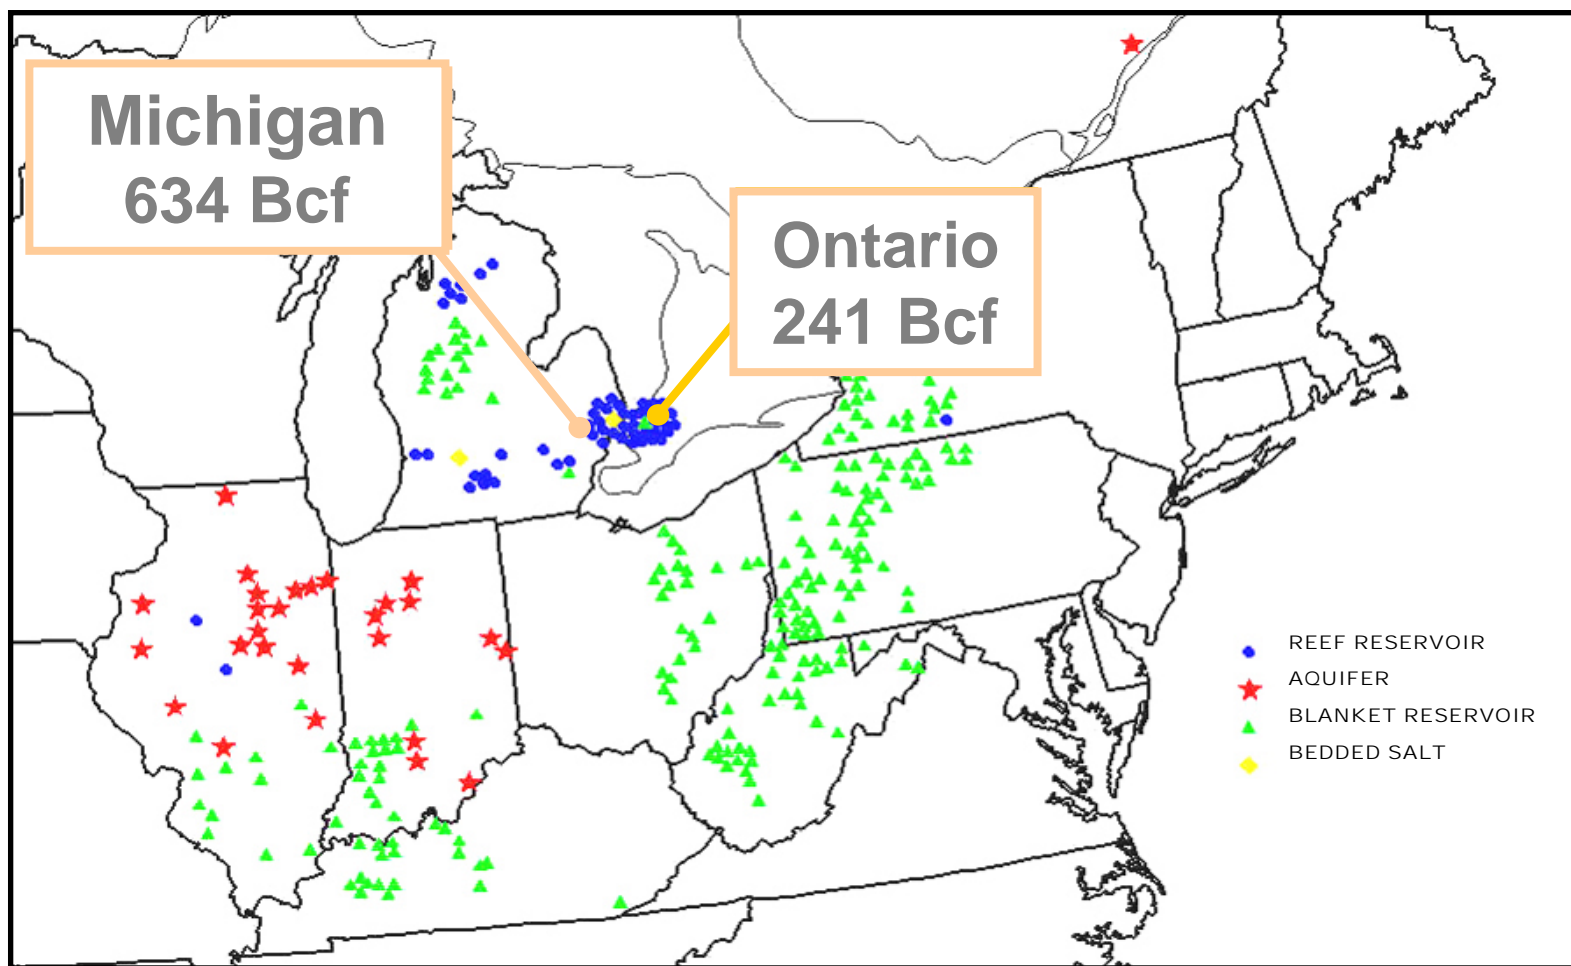 Michigan
634 Bcf
Ontario
241 Bcf
REEF RESERVOIR
AQUIFER
BLANKET RESERVOIR
BEDDED SALT